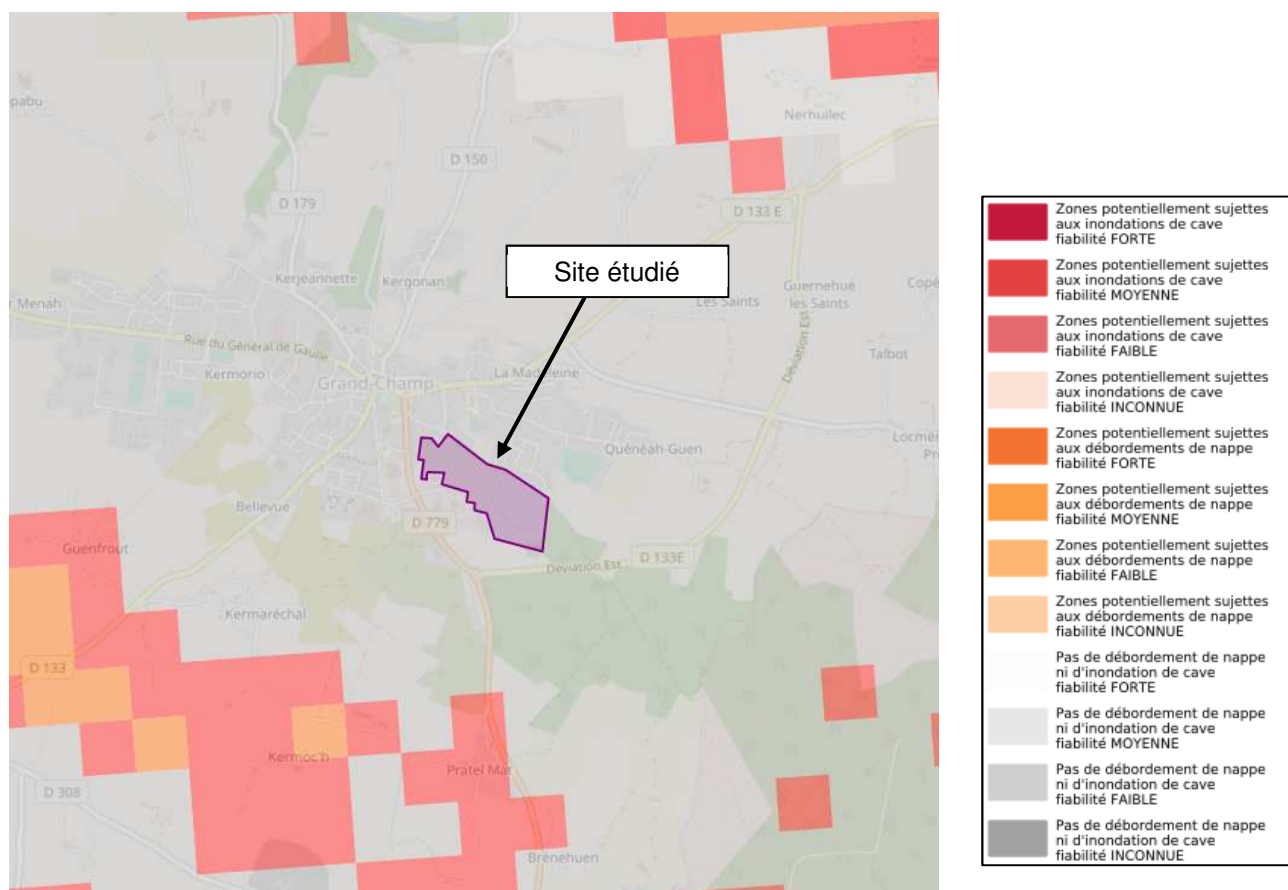 pabu
Nerhuilec
D 150
D 179
D 133 E
Site étudié
Kerjeannette
Kergonan
Guernehué
les Saints
Copé
Les Saints
r Menah
Rue du Général de Gaulle
Déviation Est
Talbot
Kermorio
La Madeleine
Grand Champ
Quénéah-Guen
Locmér
Pr
Bellevue
D 779
Guenfrout
Déviation Est
D 133E
Kermaréchal
D 133
Kermoc'h
Pratel Mat
D 308
Brénehuen
Zones potentiellement sujettes
aux inondations de cave
fiabilité FORTE
Zones potentiellement sujettes
aux inondations de cave
fiabilité MOYENNE
Zones potentiellement sujettes
aux inondations de cave
fiabilité FAIBLE
Zones potentiellement sujettes
aux inondations de cave
fiabilité INCONNUE
Zones potentiellement sujettes
aux débordements de nappe
fiabilité FORTE
Zones potentiellement sujettes
aux débordements de nappe
fiabilité MOYENNE
Zones potentiellement sujettes
aux débordements de nappe
fiabilité FAIBLE
Zones potentiellement sujettes
aux débordements de nappe
fiabilité INCONNUE
Pas de débordement de nappe
ni d'inondation de cave
fiabilité FORTE
Pas de débordement de nappe
ni d'inondation de cave
fiabilité MOYENNE
Pas de débordement de nappe
ni d'inondation de cave
fiabilité FAIBLE
Pas de débordement de nappe
ni d'inondation de cave
fiabilité INCONNUE